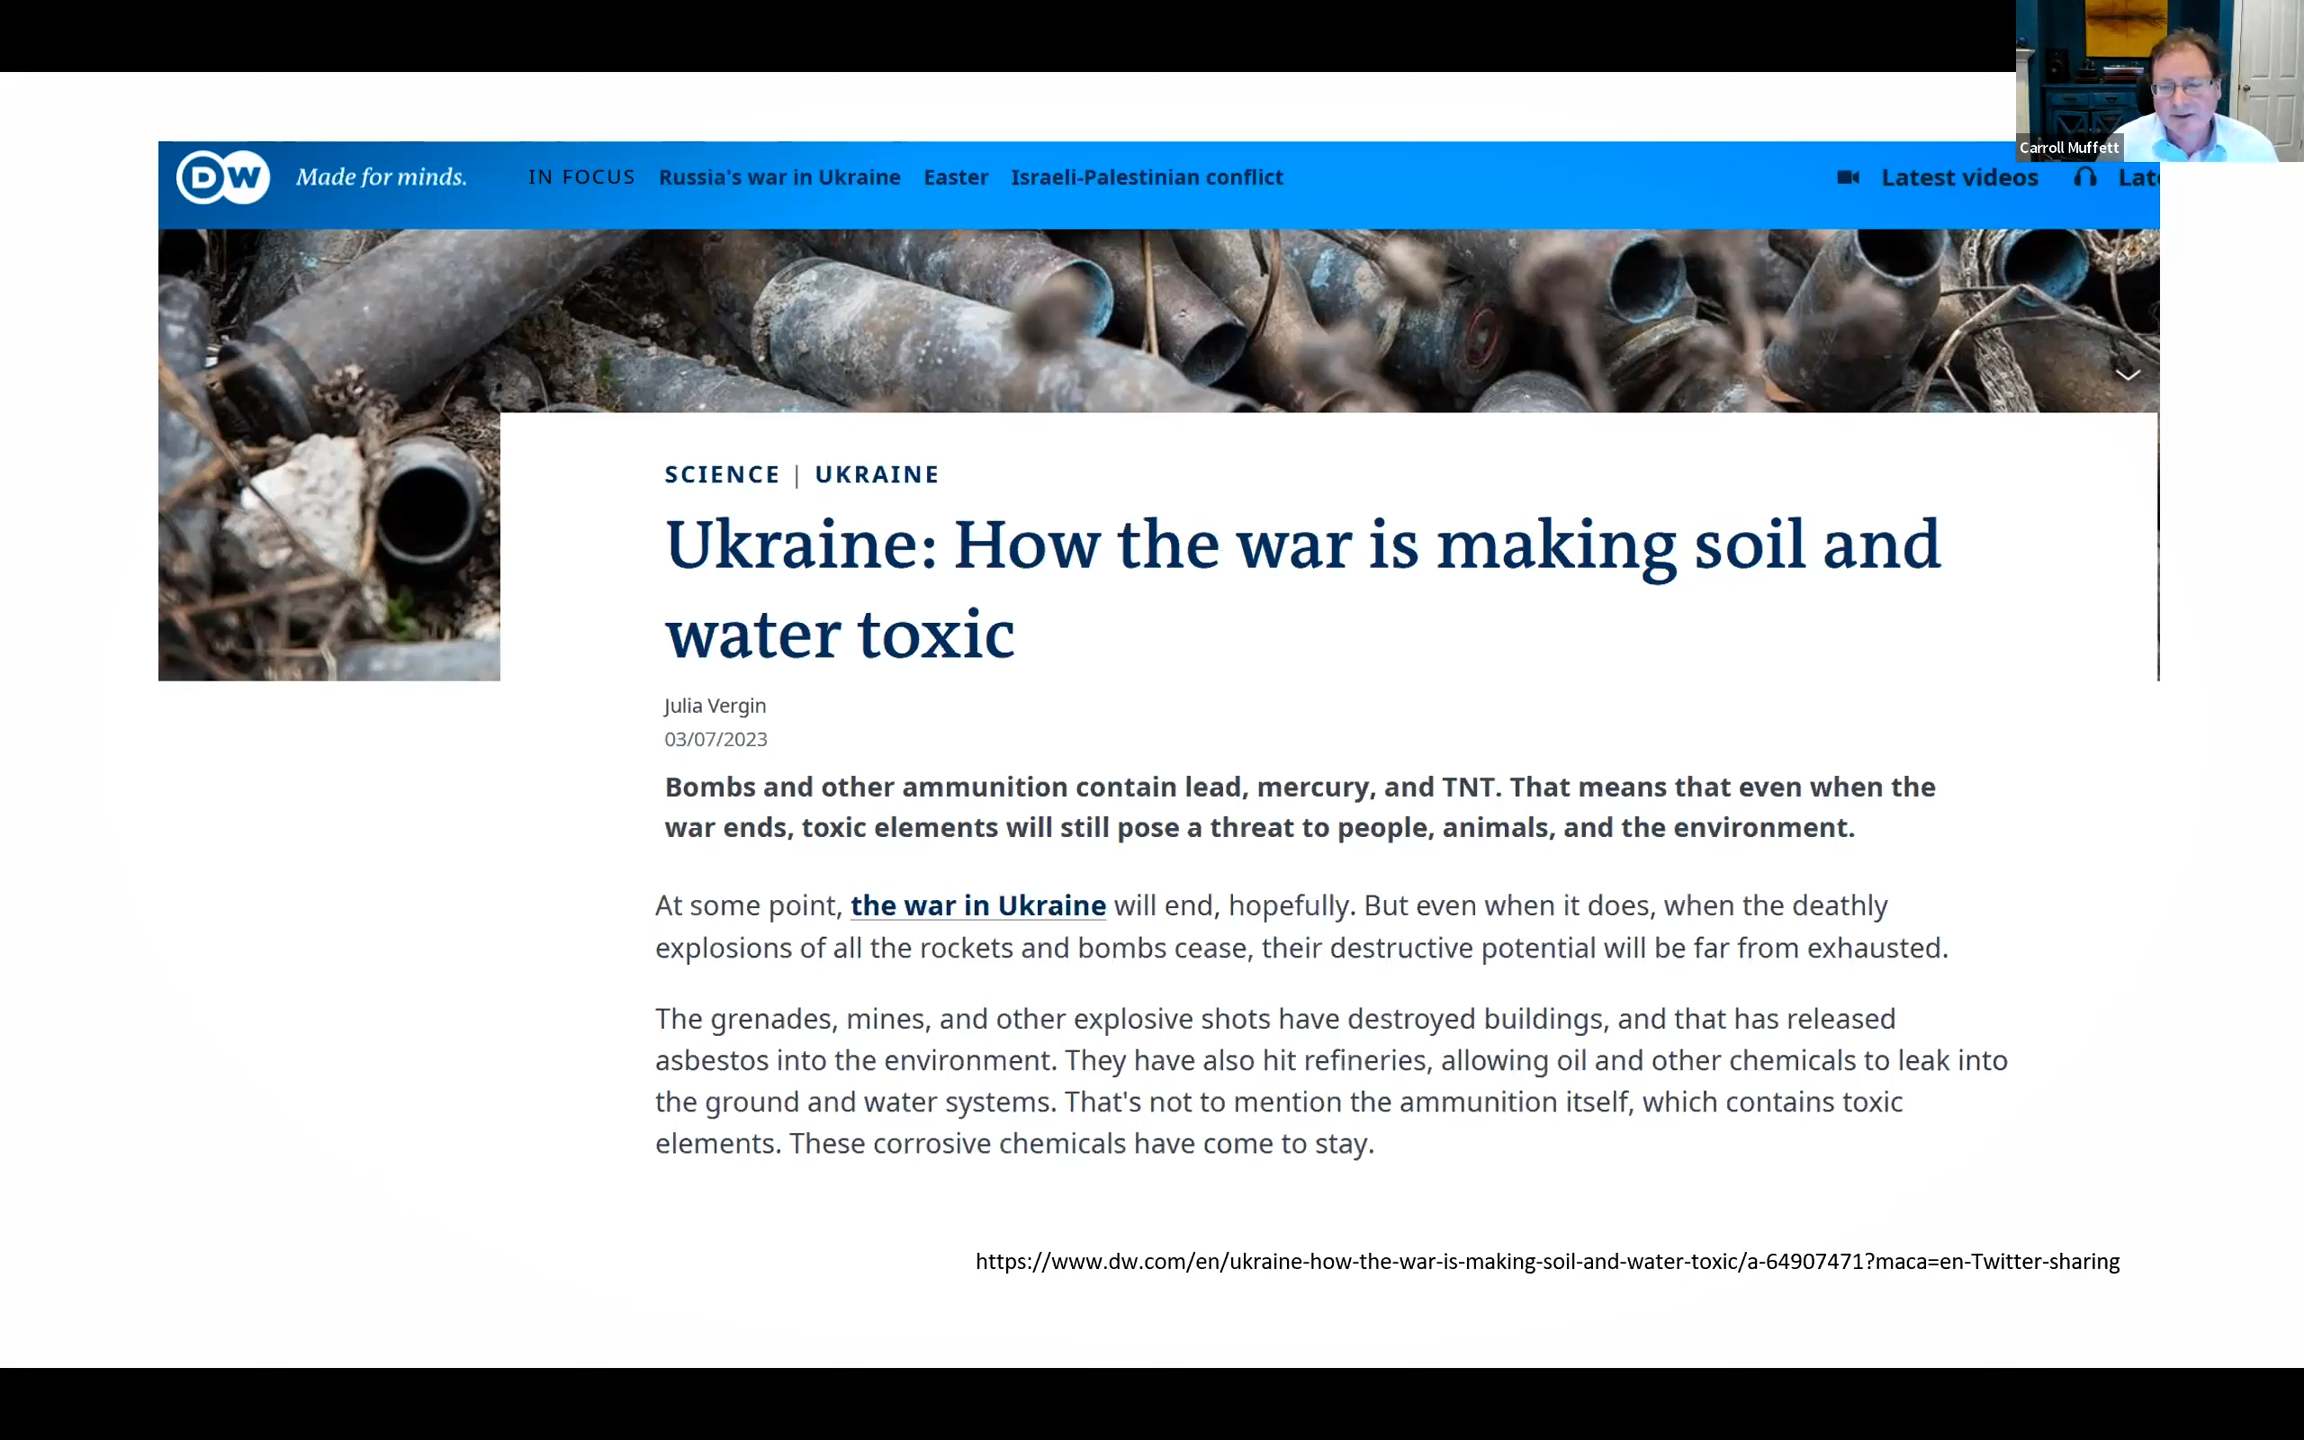 Carroll Muffett
DW Made for minds. IN FOCUS Russia's war in Ukraine Easter Israeli-Palestinian conflict Latest videos Late
SCIENCE | UKRAINE
Ukraine: How the war is making soil and
water toxic
Julia Vergin
03/07/2023
Bombs and other ammunition contain lead, mercury, and TNT. That means that even when the
war ends, toxic elements will still pose a threat to people, animals, and the environment.
At some point, the war in Ukraine will end, hopefully. But even when it does, when the deathly
explosions of all the rockets and bombs cease, their destructive potential will be far from exhausted.
The grenades, mines, and other explosive shots have destroyed buildings, and that has released
asbestos into the environment. They have also hit refineries, allowing oil and other chemicals to leak into
the ground and water systems. That's not to mention the ammunition itself, which contains toxic
elements. These corrosive chemicals have come to stay.
https://www.dw.com/en/ukraine-how-the-war-is-making-soil-and-water-toxic/a-64907471?maca=en-Twitter-sharing